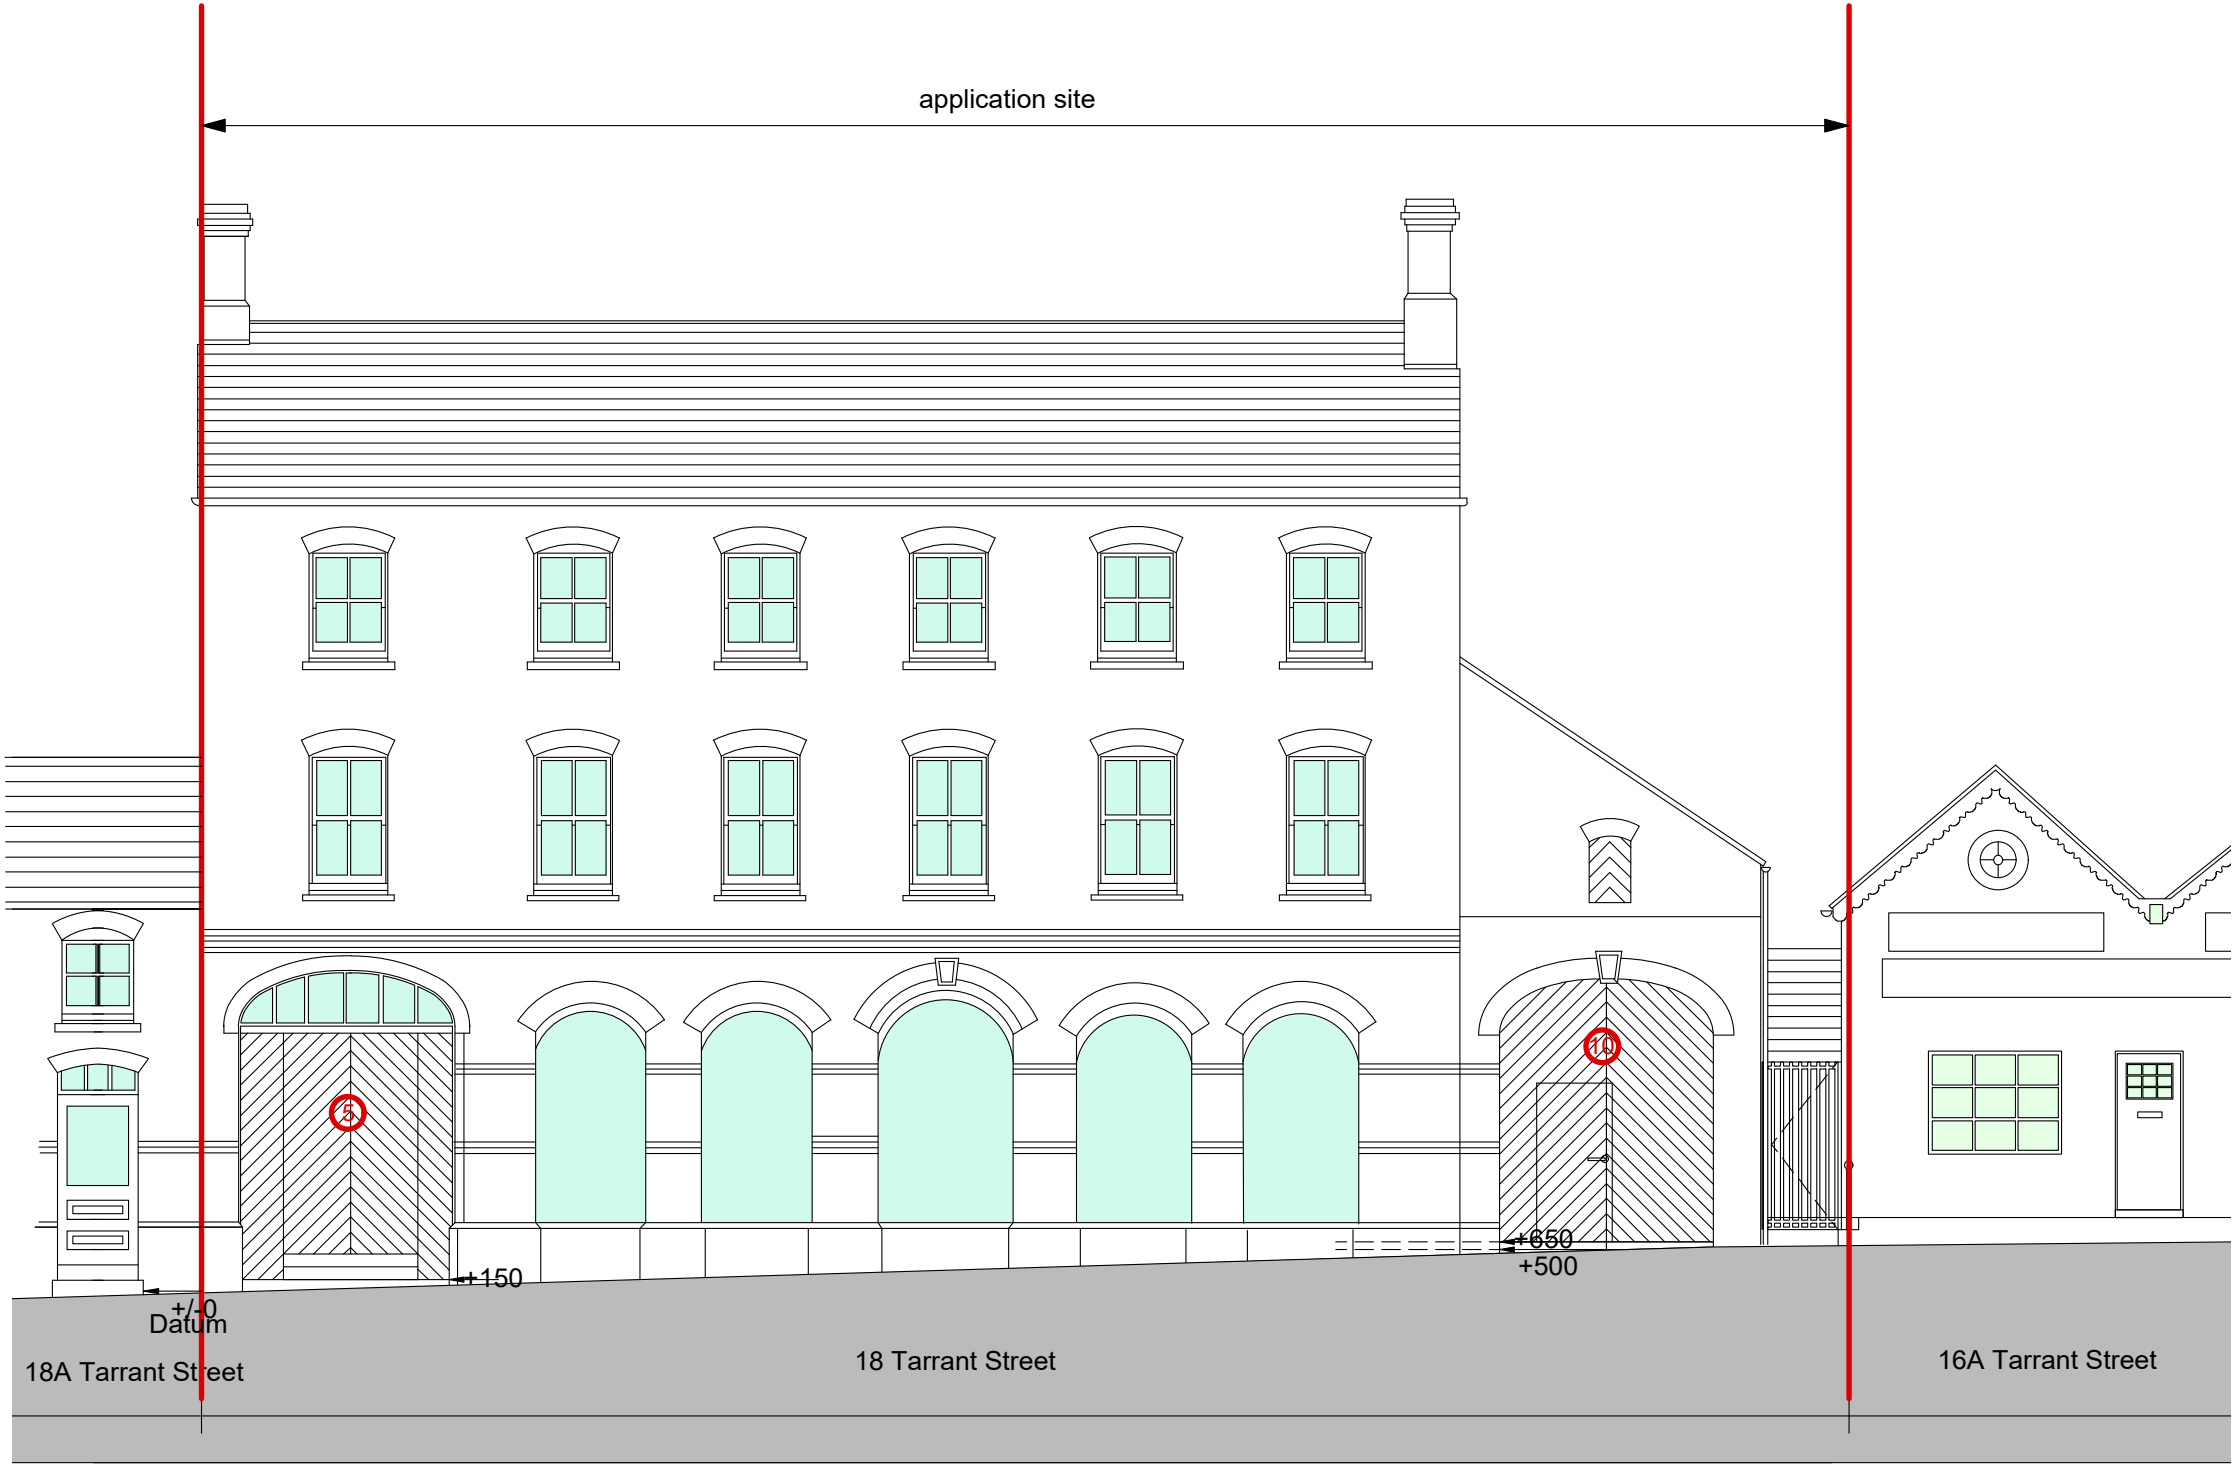 application site
10
5
+650
+500
+150
+/-0
Datum
18A Tarrant Street
18 Tarrant Street
16A Tarrant Street